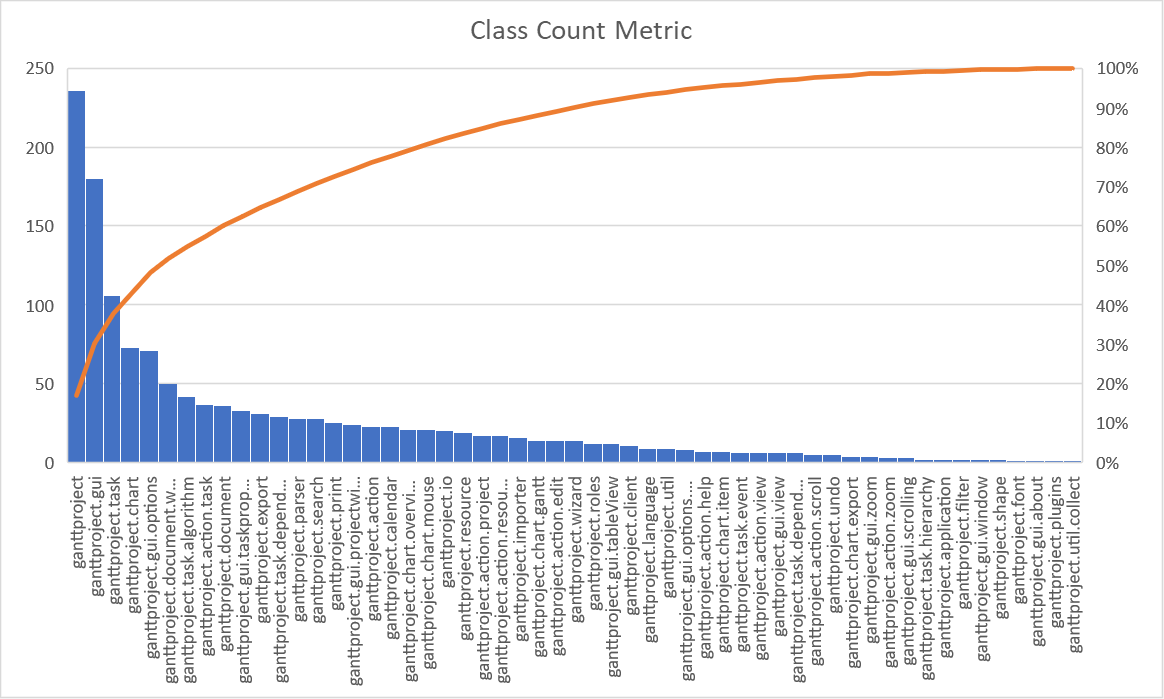 Class Count Metric
250
200
150
100
50
0
100%
90%
80%
70%
60%
50%
40%
30%
20%
10%
0%
ganttproject
ganttproject.gui
ganttproject.task
ganttproject.chart
ganttproject.gui.options
ganttproject.document.w...
ganttproject.task.algorithm
ganttproject.action.task
ganttproject.document
ganttproject.gui.taskprop...
ganttproject.export
ganttproject.task.depend...
ganttproject.parser
ganttproject.search
ganttproject.print
ganttproject.gui.projectwi...
ganttproject.action
ganttproject.calendar
ganttproject.chart.overvi...
ganttproject.chart.mouse
ganttproject.io
ganttproject.resource
ganttproject.action.project
ganttproject.action.resou...
ganttproject.importer
ganttproject.chart.gantt
ganttproject.action.edit
ganttproject.wizard
ganttproject.roles
ganttproject.gui.tableView
ganttproject.client
ganttproject.language
ganttproject.util
ganttproject.gui.options....
ganttproject.action.help
ganttproject.chart.item
ganttproject.task.event
ganttproject.action.view
ganttproject.gui.view
ganttproject.task.depend...
ganttproject.action.scroll
ganttproject.undo
ganttproject.chart.export
ganttproject.gui.zoom
ganttproject.action.zoom
ganttproject.gui.scrolling
ganttproject.task.hierarchy
ganttproject.application
ganttproject.filter
ganttproject.gui.window
ganttproject.shape
ganttproject.font
ganttproject.gui.about
ganttproject.plugins
ganttproject.util.collect